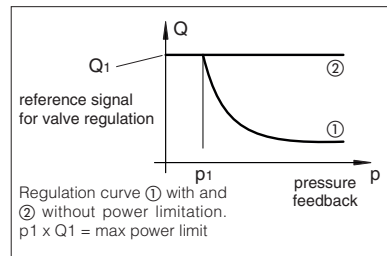 Q
Q1
②
reference signal
for valve regulation
①
p1
p
Regulation curve ① with and
② without power limitation.
p1 x Q1 = max power limit
pressure
feedback